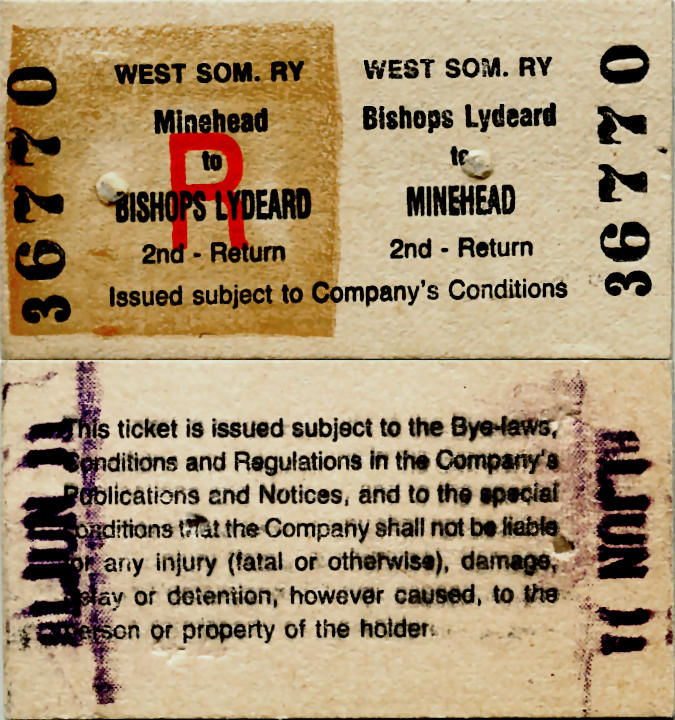 WEST SOM. RY
Minehead
to
R
BISHOPS LYDEARD
2nd - Return
WEST SOM. RY
Bishops Lydeard
to
MINEHEAD
2nd - Return
Issued subject to Company's Conditions
36770
36770
This ticket is issued subject to the Bye-laws,
Conditions and Regulations in the Company's
Publications and Notices, and to the special
conditions that the Company shall not be liable
for any injury (fatal or otherwise), damage,
delay or detention, however caused, to the
person or property of the holder.
JUN 11
11 JUN